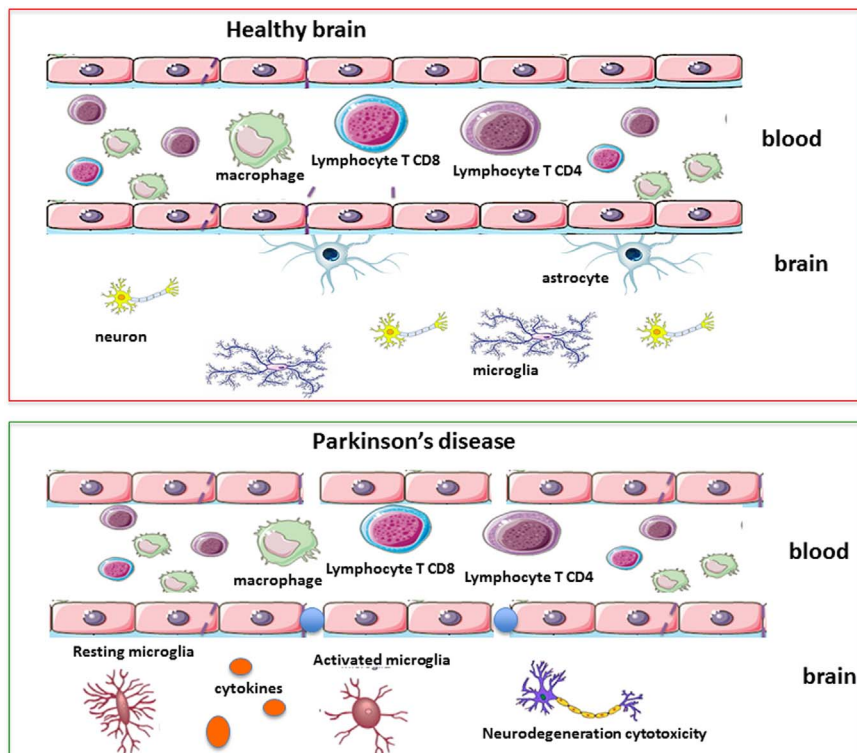 Healthy brain
blood
macrophage
Lymphocyte T CD8
Lymphocyte T CD4
brain
astrocyte
neuron
microglia
Parkinson’s disease
blood
macrophage
Lymphocyte T CD8
Lymphocyte T CD4
Resting microglia
cytokines
Activated microglia
brain
Neurodegeneration cytotoxicity